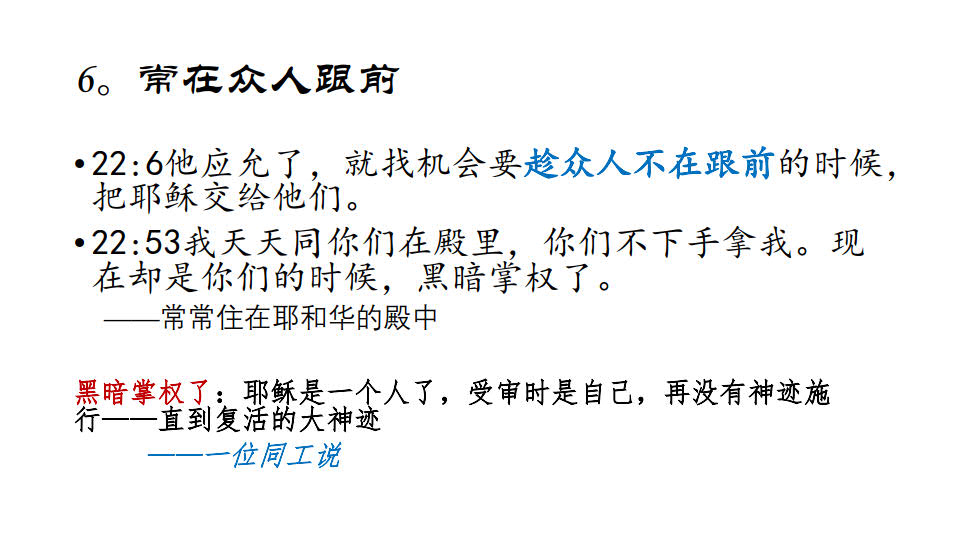 6。常在众人跟前
•22:6他应允了，就找机会要趁众人不在跟前的时候，
把耶稣交给他们。
•22:53我天天同你们在殿里，你们不下手拿我。现
在却是你们的时候，黑暗掌权了。
——常常住在耶和华的殿中
黑暗掌权了：耶稣是一个人了，受审时是自己，再没有神迹施
行——直到复活的大神迹
——一位同工说